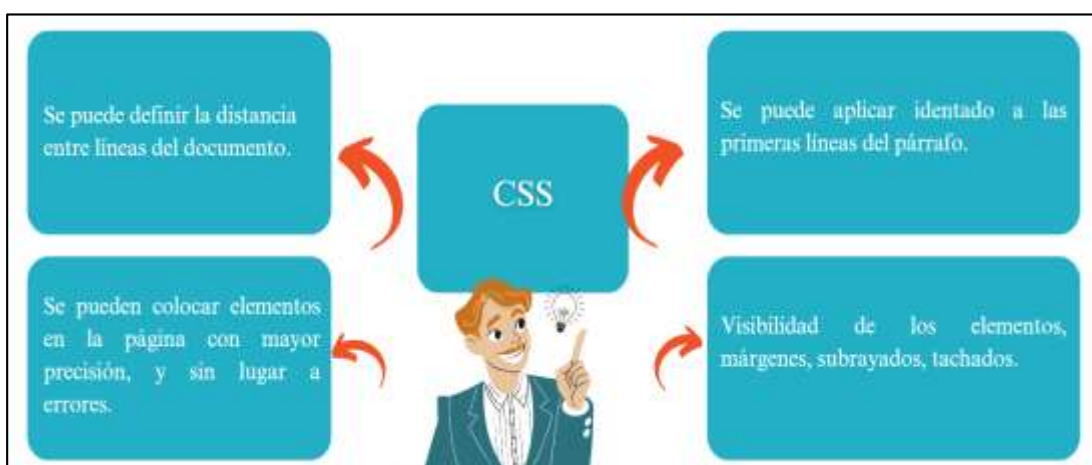 Se puede definir la distancia
entre líneas del documento.
Se pueden colocar elementos
en la página con mayor
precisión, y sin lugar a
errores.
CSS
Se puede aplicar identado a las
primeras líneas del párrafo.
Visibilidad de los elementos,
márgenes, subrayados, tachados.